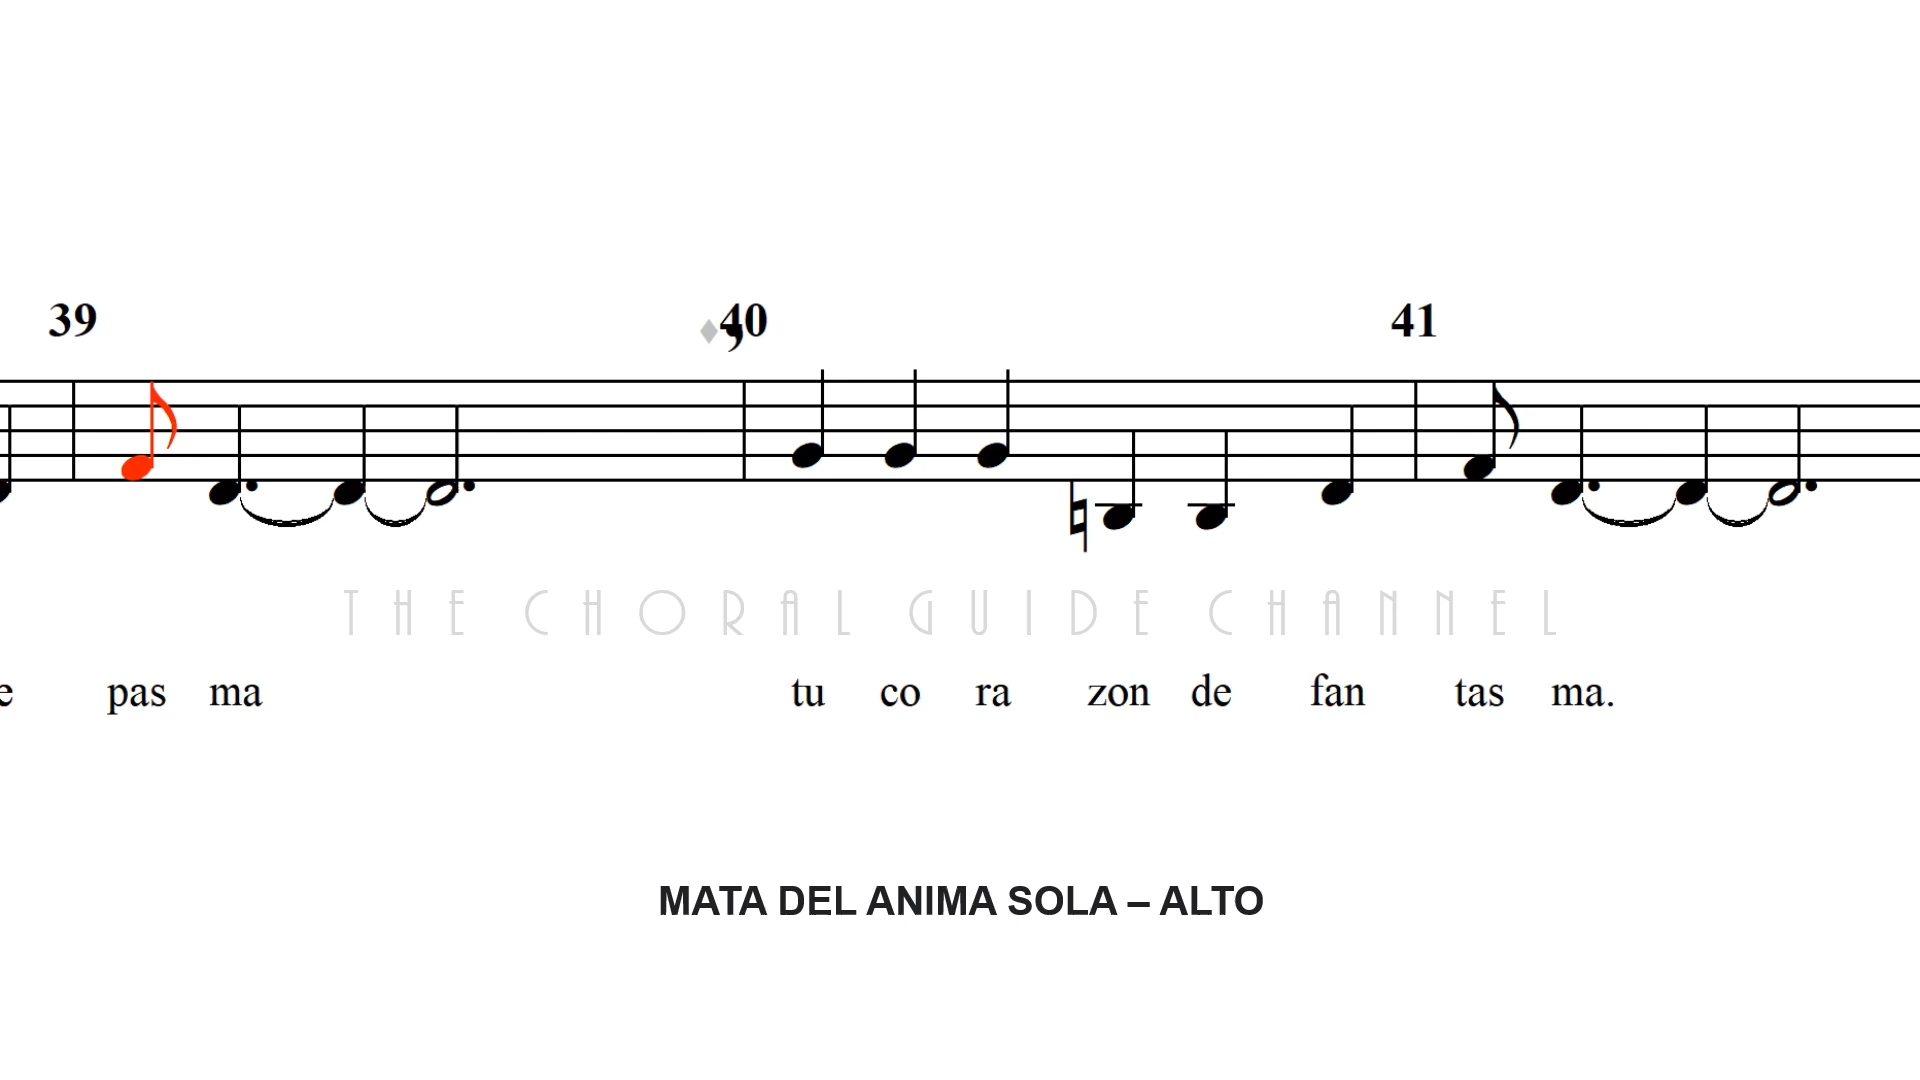 39 40 41
THE CHORAL GUIDE CHANNEL
e pas ma tu co ra zon de fan tas ma.
MATA DEL ANIMA SOLA – ALTO